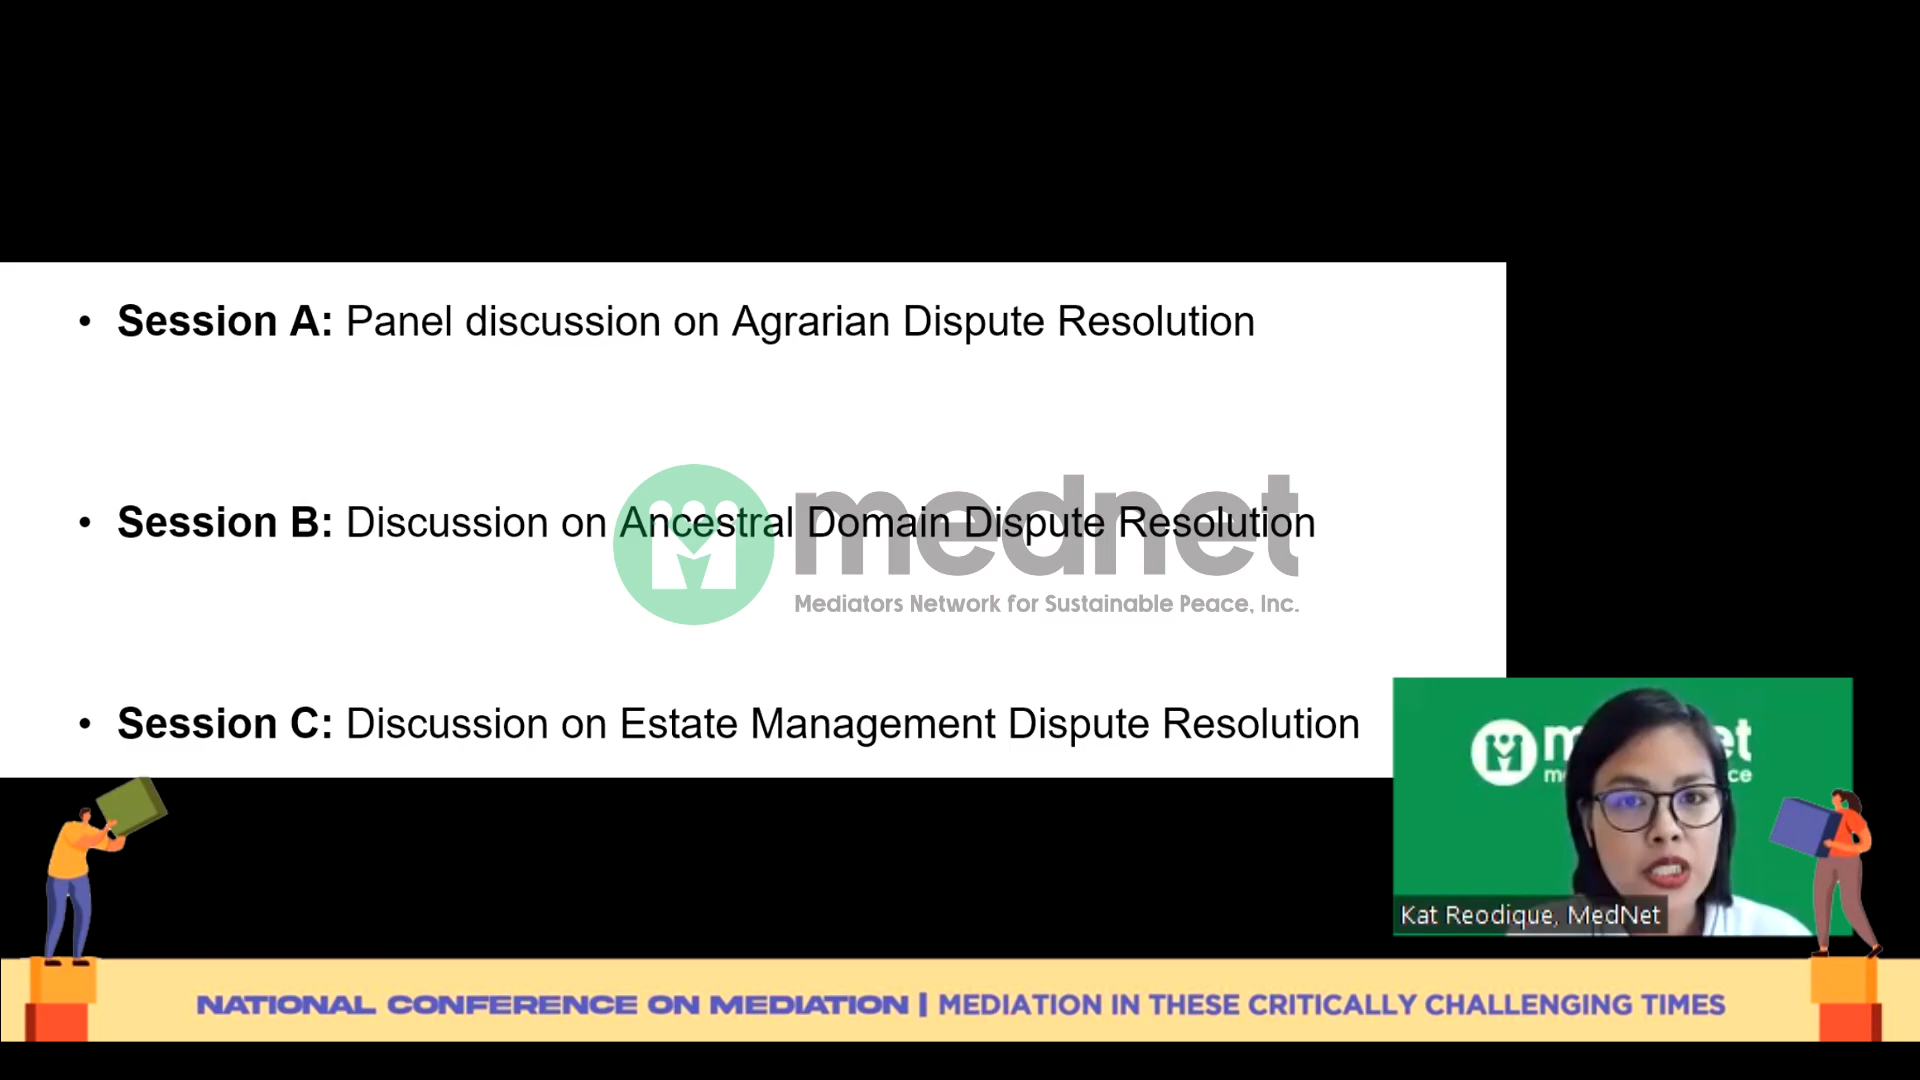 • Session A: Panel discussion on Agrarian Dispute Resolution
• Session B: Discussion on Ancestral Domain Dispute Resolution
mednet
Mediators Network for Sustainable Peace, Inc.
• Session C: Discussion on Estate Management Dispute Resolution
Kat Reodique, MedNet
NATIONAL CONFERENCE ON MEDIATION | MEDIATION IN THESE CRITICALLY CHALLENGING TIMES